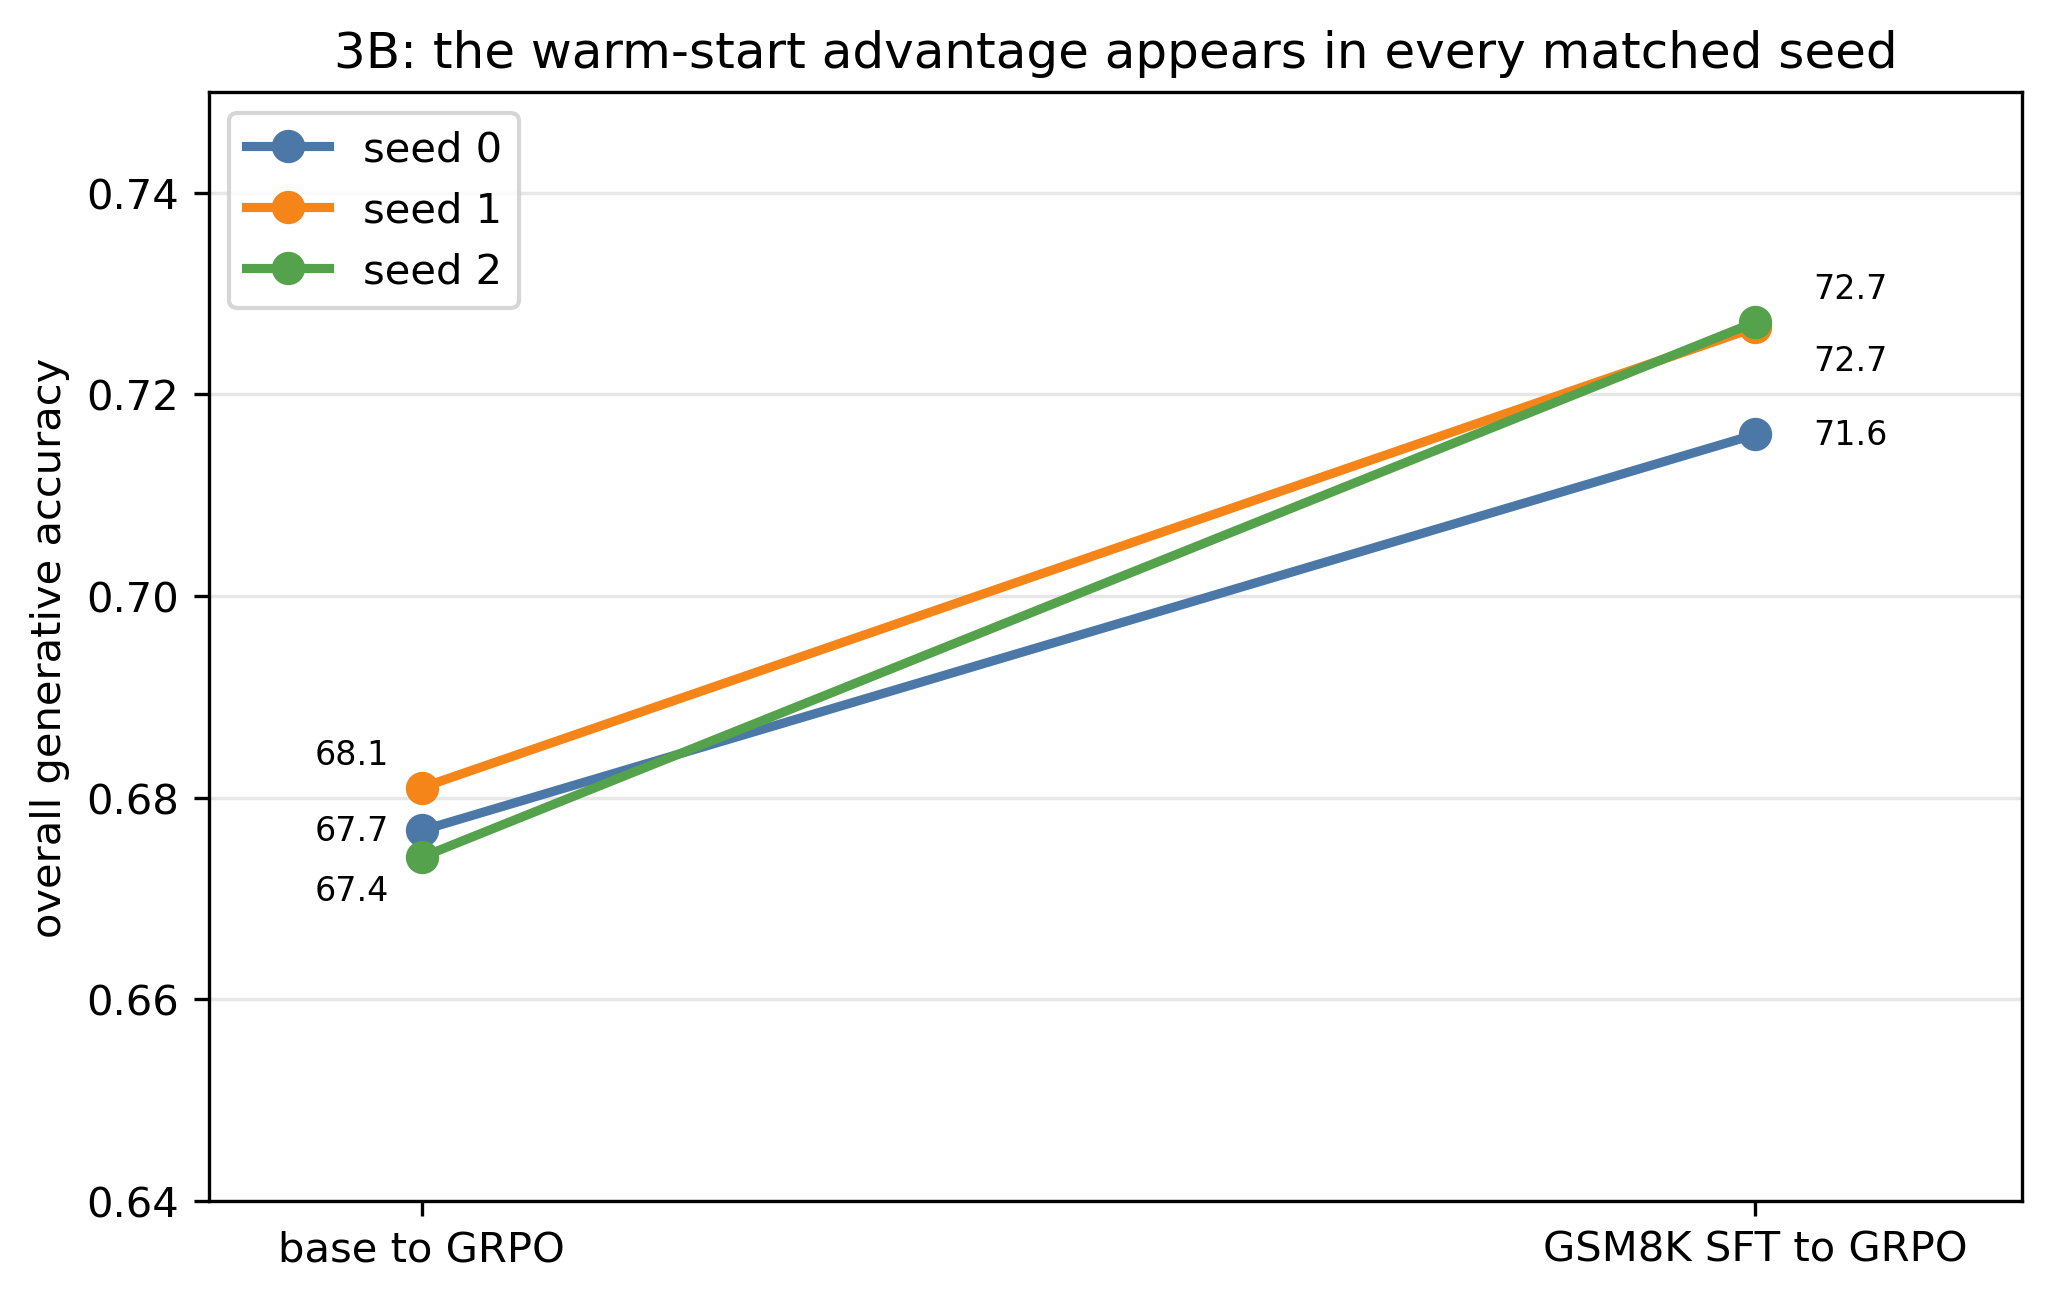 3B: the warm-start advantage appears in every matched seed
seed 0
seed 1
seed 2
overall generative accuracy
0.74
0.72
0.70
0.68
0.66
0.64
68.1
67.7
67.4
72.7
72.7
71.6
base to GRPO
GSM8K SFT to GRPO